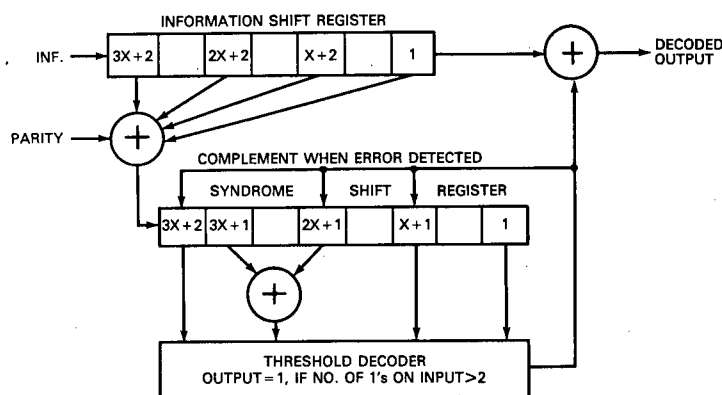 INFORMATION SHIFT REGISTER
INF.
3X+2 2X+2 X+2 1
+
DECODED
OUTPUT
PARITY
+
COMPLEMENT WHEN ERROR DETECTED
SYNDROME SHIFT REGISTER
3X+2 3X+1 2X+1 X+1 1
+
THRESHOLD DECODER
OUTPUT=1, IF NO. OF 1's ON INPUT>2